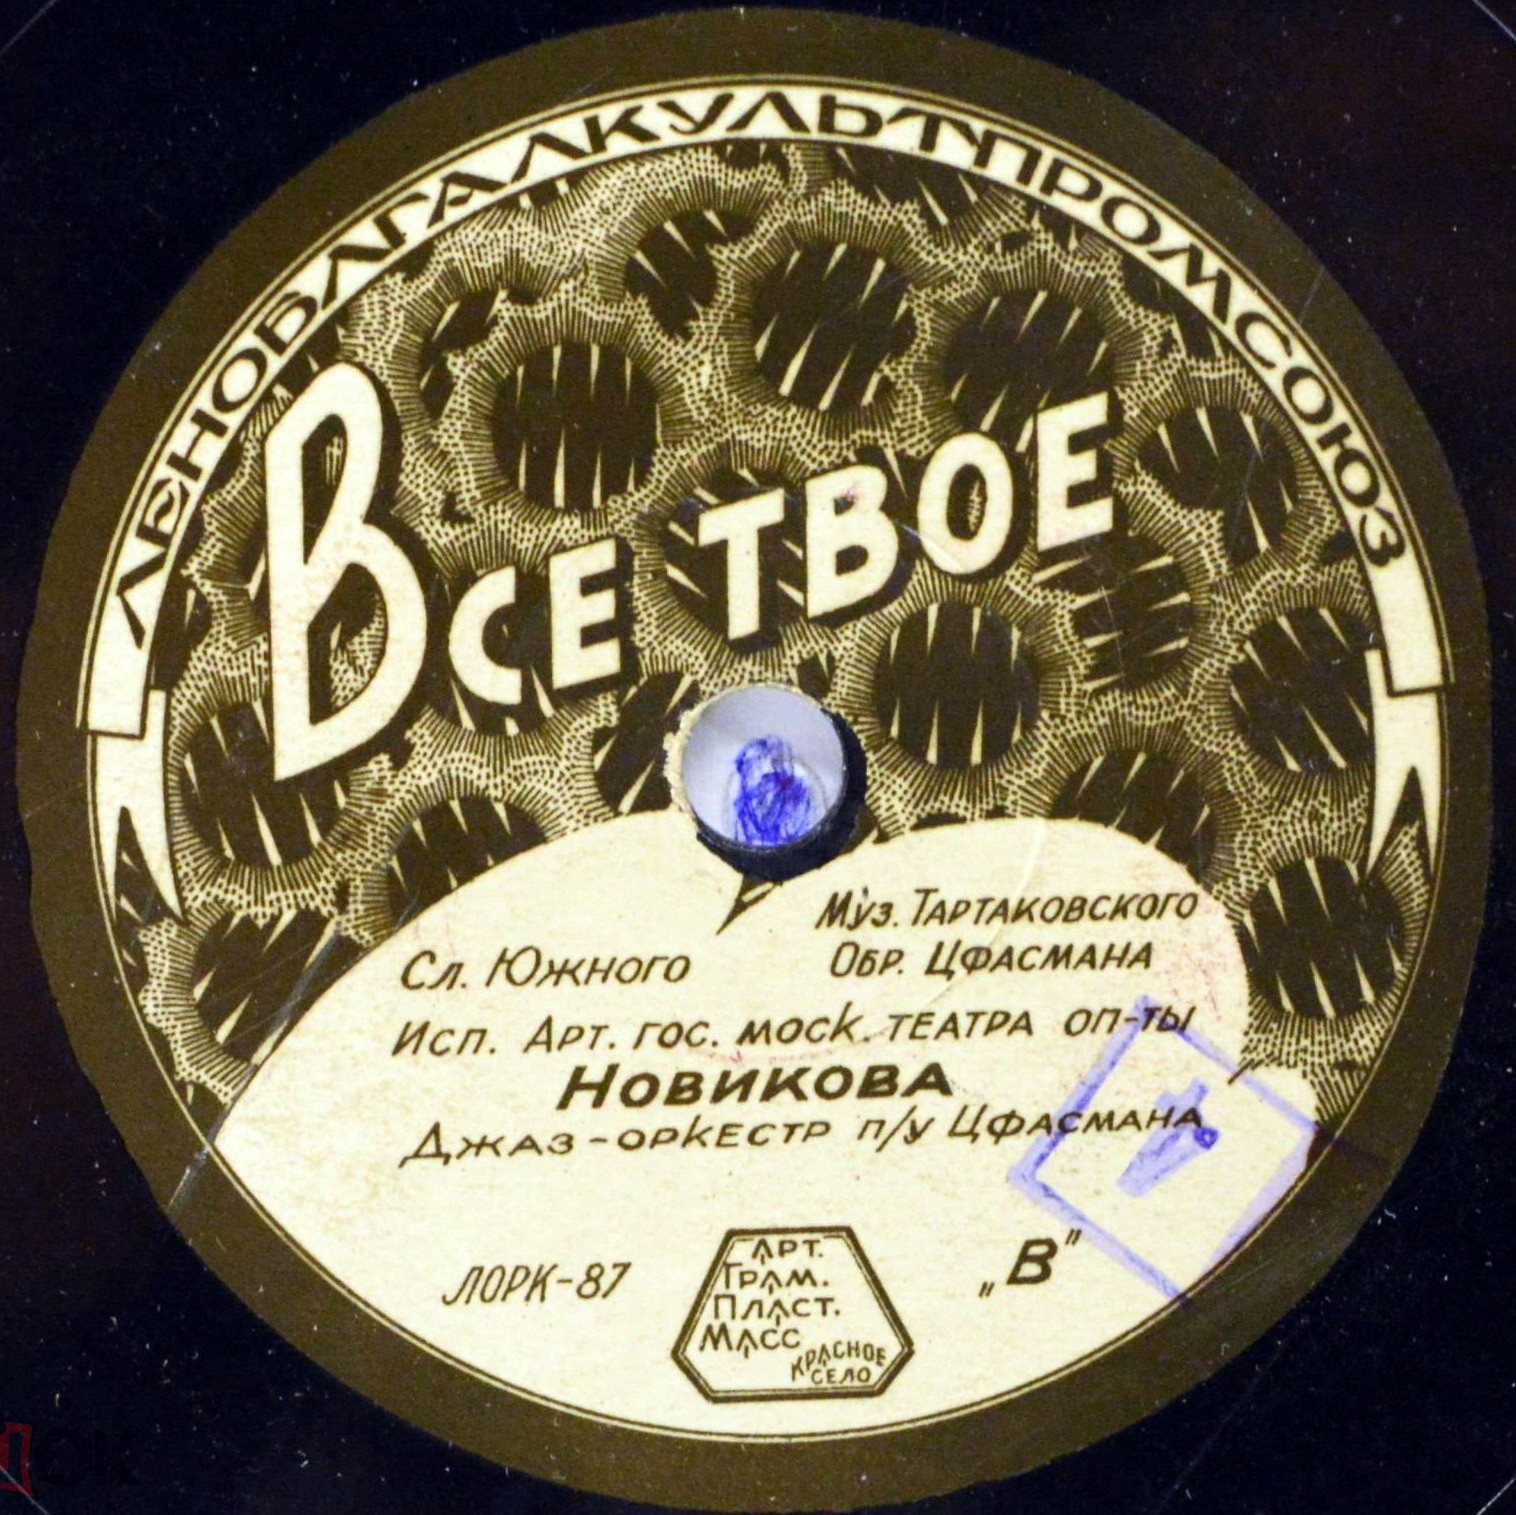 ЛЕНОБЛГАЛКУЛЬТПРОМСОЮЗ
ВСЕ ТВОЕ
Муз. Тартаковского
Сл. Южного
Обр. Цфасмана
Исп. Арт. гос. моск. театра оп-ты
Новикова
Джаз-оркестр п/у Цфасмана
ЛОРК-87
„В"
Арт.
Грам.
Пласт.
Масс
Красное
село